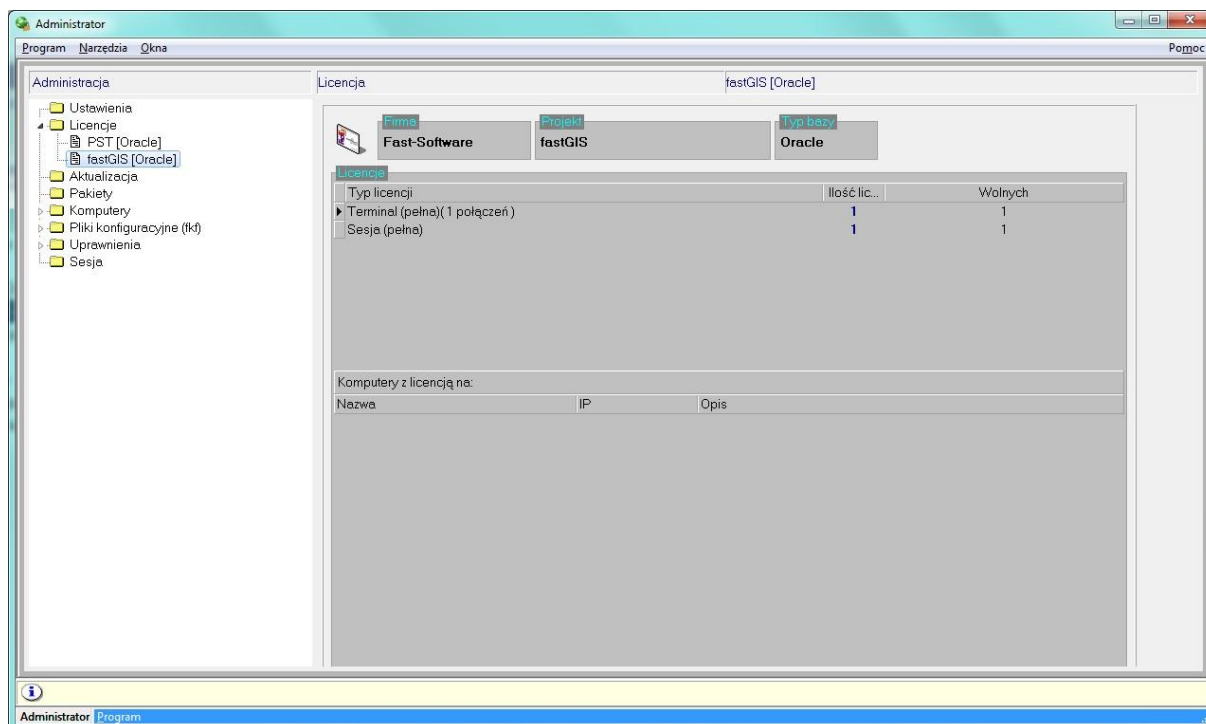 Administrator
Program Narzędzia Okna Pomoc
Administracja Licencja fastGIS [Oracle]
Ustawienia
Licencje
PST [Oracle]
fastGIS [Oracle]
Aktualizacja
Pakiety
Komputery
Pliki konfiguracyjne (fkf)
Uprawnienia
Sesja
Firma Projekt Typ bazy
Fast-Software fastGIS Oracle
Licencje
Typ licencji Ilość lic... Wolnych
Terminal (pełna)(1 połączeń ) 1 1
Sesja (pełna) 1 1
Komputery z licencją na:
Nazwa IP Opis
Administrator Program